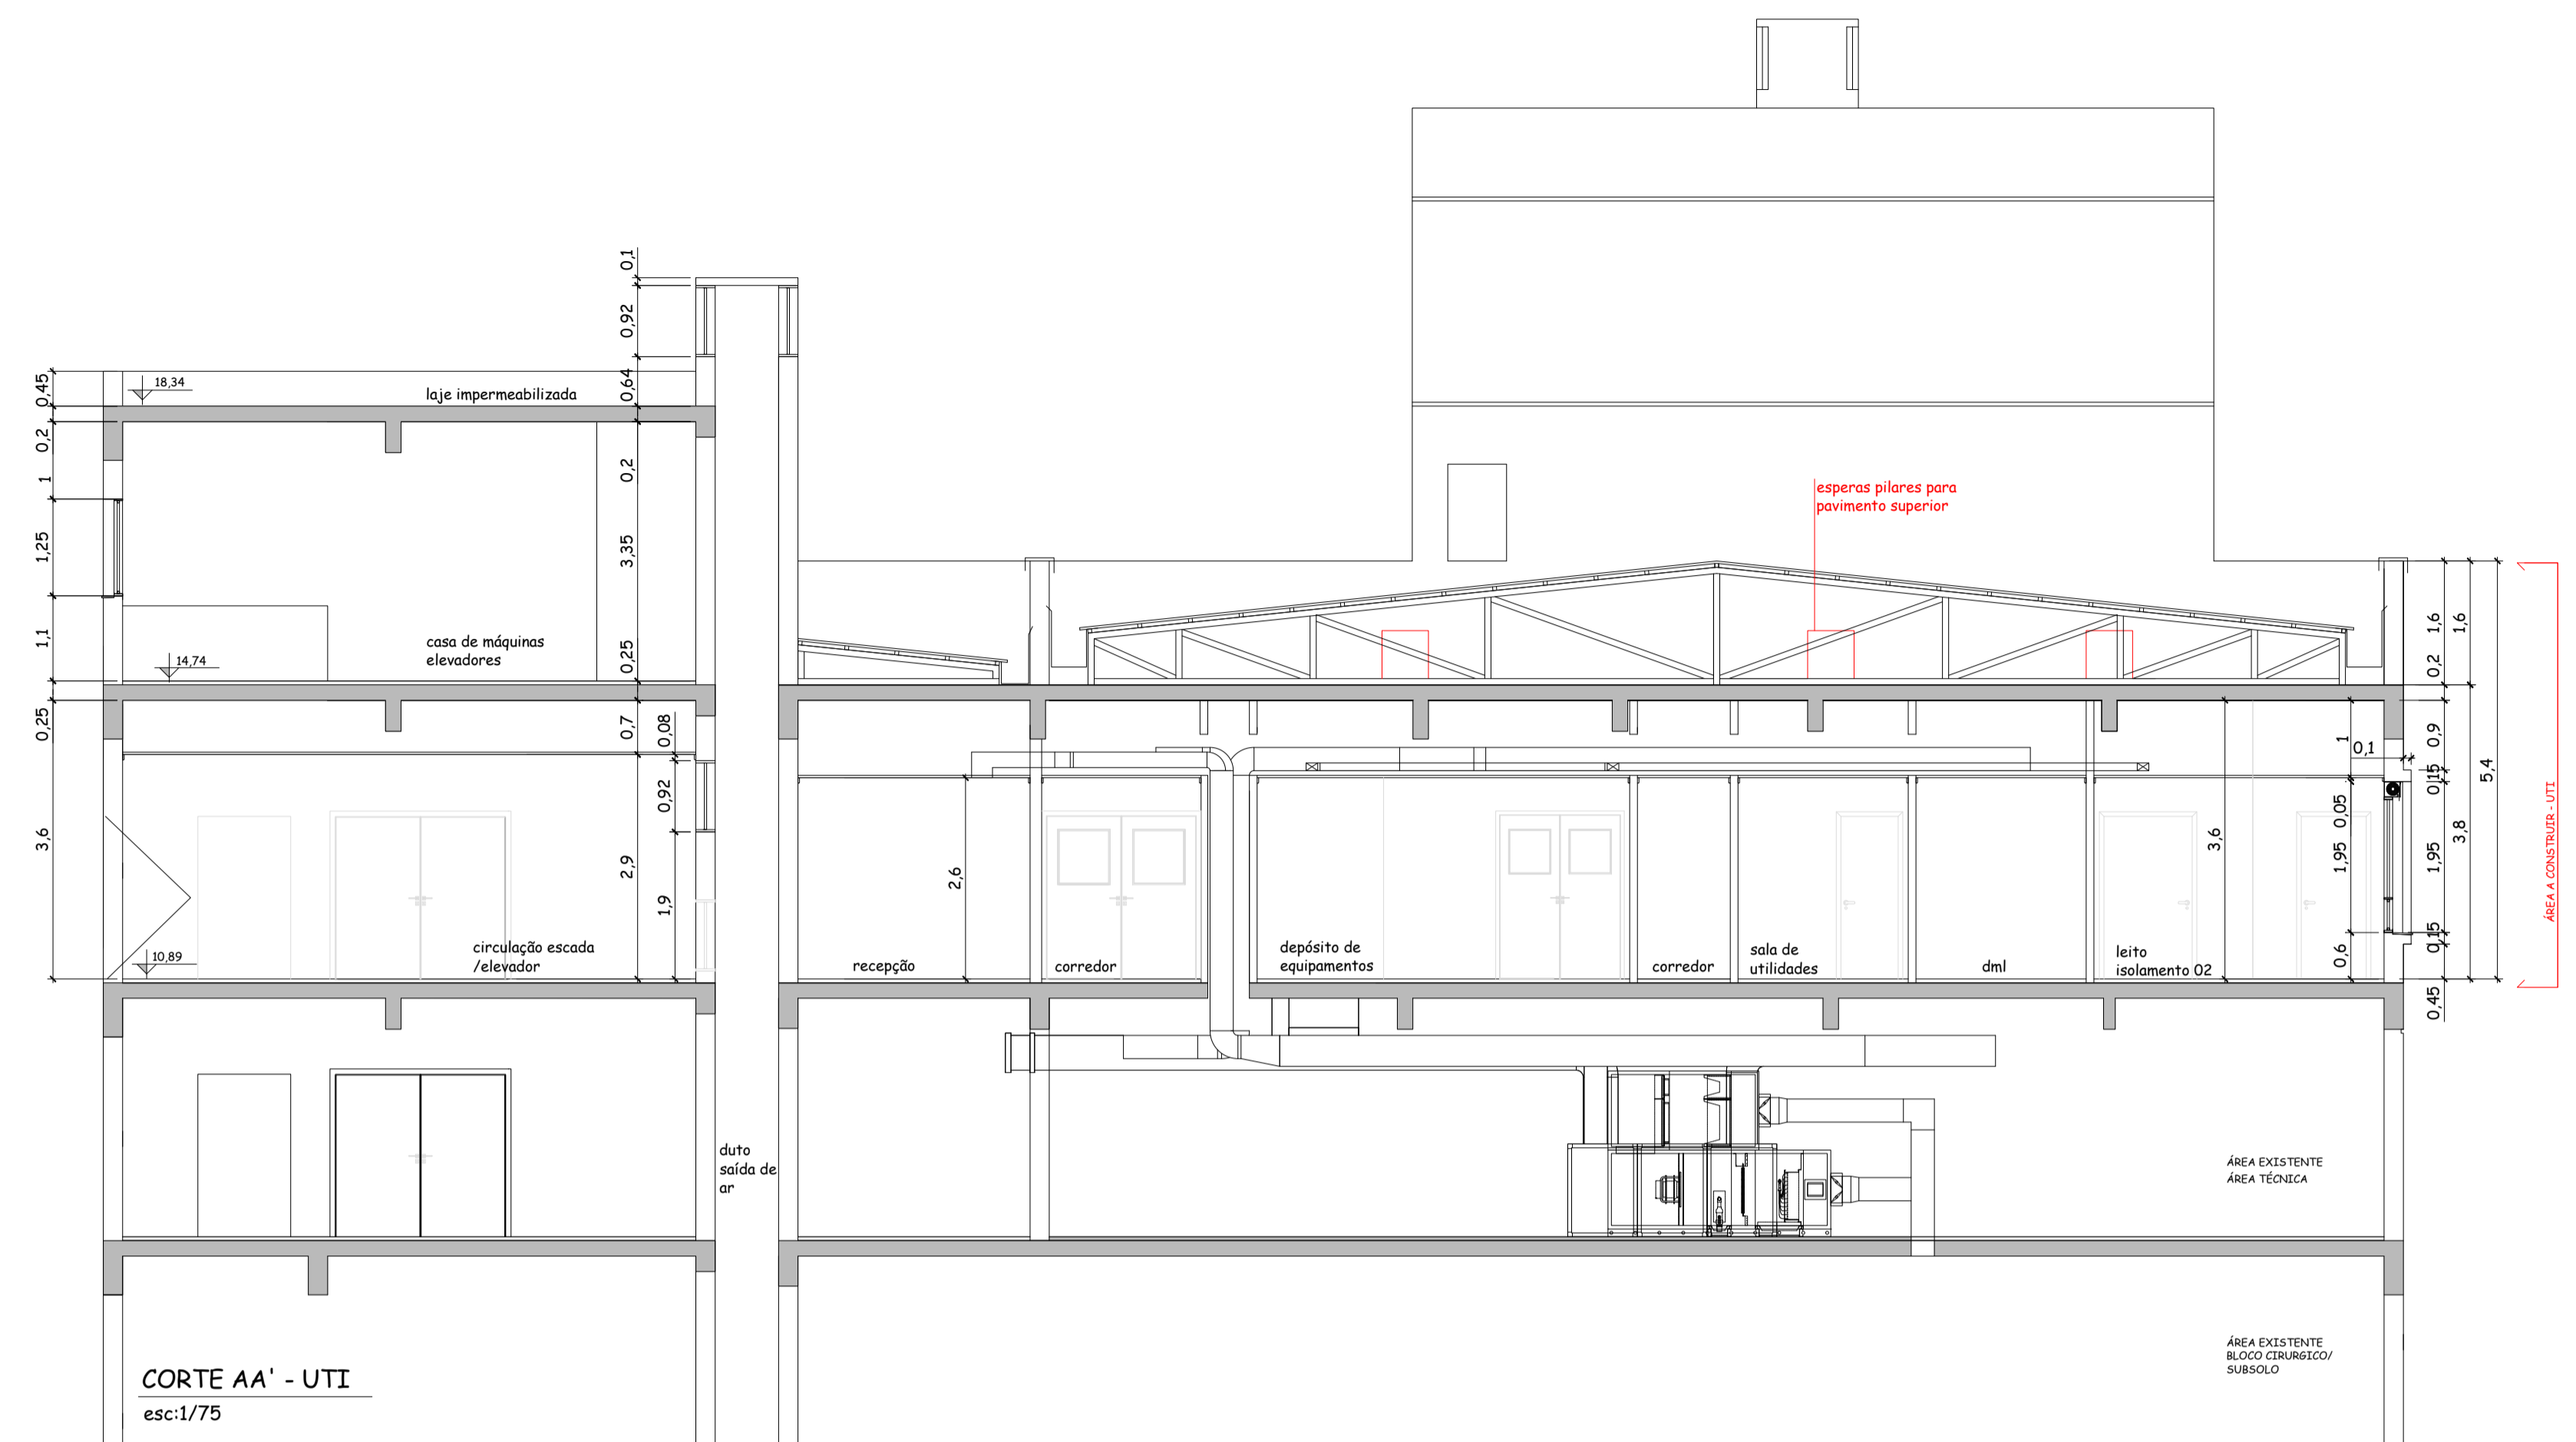 0,1
0,92
0,64
0,45
18,34
laje impermeabilizada
0,2
1
1,25
1,1
0,2
3,35
0,25
casa de máquinas
elevadores
14,74
esperas pilares para
pavimento superior
1,6
1,6
0,2
0,25
0,7
0,08
3,6
0,92
2,9
1,9
10,89
circulação escada
/elevador
2,6
recepção
corredor
depósito de
equipamentos
corredor
sala de
utilidades
dml
leito
isolamento 02
3,6
1
0,1
0,05
1,95
0,6
0,9
0,15
1,95
0,15
0,45
3,8
5,4
ÁREA A CONSTRUIR - UTI
duto
saída de
ar
ÁREA EXISTENTE
ÁREA TÉCNICA
ÁREA EXISTENTE
BLOCO CIRURGICO/
SUBSOLO
CORTE AA' - UTI
esc:1/75